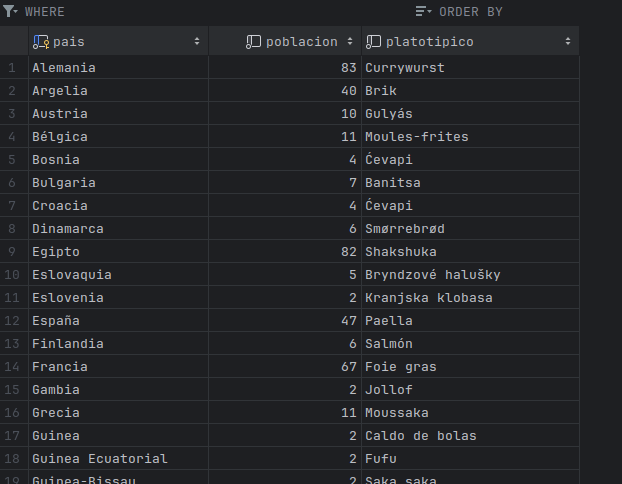 WHERE ORDER BY
pais poblacion platotipico
1 Alemania 83 Currywurst
2 Argelia 40 Brik
3 Austria 10 Gulyás
4 Bélgica 11 Moules-frites
5 Bosnia 4 Ćevapi
6 Bulgaria 7 Banitsa
7 Croacia 4 Ćevapi
8 Dinamarca 6 Smørrebrød
9 Egipto 82 Shakshuka
10 Eslovaquia 5 Bryndzové halušky
11 Eslovenia 2 Kranjska klobasa
12 España 47 Paella
13 Finlandia 6 Salmón
14 Francia 67 Foie gras
15 Gambia 2 Jollof
16 Grecia 11 Moussaka
17 Guinea 2 Caldo de bolas
18 Guinea Ecuatorial 2 Fufu
19 Guinea-Bissau 2 Saka saka